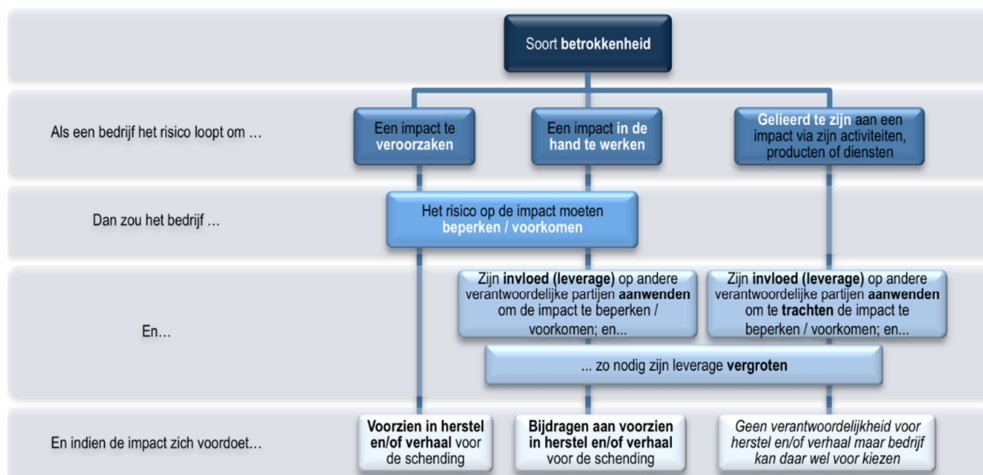 Soort betrokkenheid
Als een bedrijf het risico loopt om …
Een impact te
veroorzaken
Een impact in de
hand te werken
Gelieerd te zijn aan een
impact via zijn activiteiten,
producten of diensten
Dan zou het bedrijf …
Het risico op de impact moeten
beperken / voorkomen
En…
Zijn invloed (leverage) op andere
verantwoordelijke partijen aanwenden
om de impact te beperken /
voorkomen; en...
Zijn invloed (leverage) op andere
verantwoordelijke partijen aanwenden
om te trachten de impact te
beperken / voorkomen; en...
... zo nodig zijn leverage vergroten
En indien de impact zich voordoet…
Voorzien in herstel
en/of verhaal voor
de schending
Bijdragen aan voorzien
in herstel en/of verhaal
voor de schending
Geen verantwoordelijkheid voor
herstel en/of verhaal maar bedrijf
kan daar wel voor kiezen